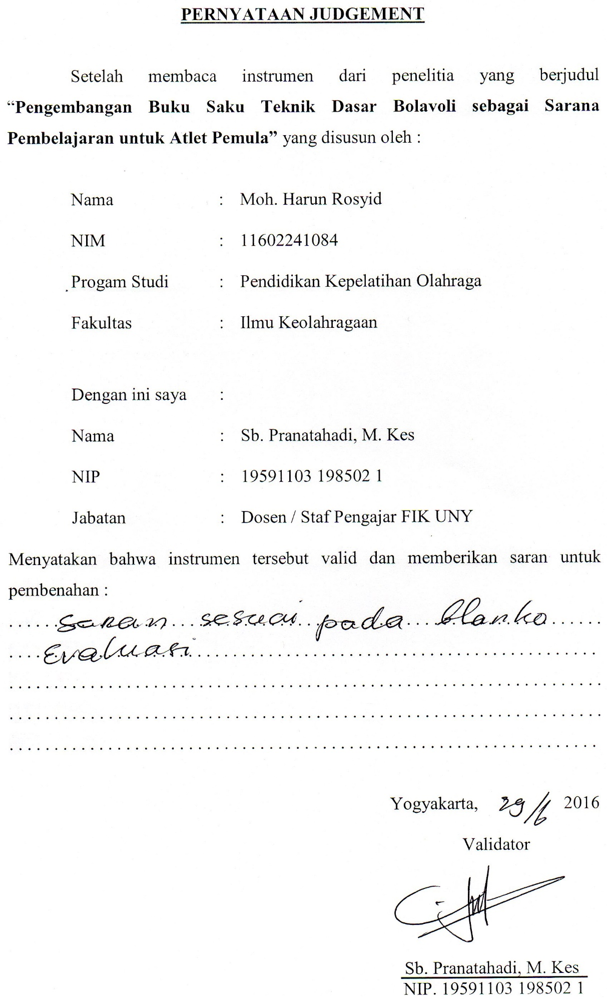 PERNYATAAN JUDGEMENT
Setelah membaca instrumen dari penelitia yang berjudul
“Pengembangan Buku Saku Teknik Dasar Bolavoli sebagai Sarana
Pembelajaran untuk Atlet Pemula” yang disusun oleh :
Nama : Moh. Harun Rosyid
NIM : 11602241084
Progam Studi : Pendidikan Kepelatihan Olahraga
Fakultas : Ilmu Keolahragaan
Dengan ini saya :
Nama : Sb. Pranatahadi, M. Kes
NIP : 19591103 198502 1
Jabatan : Dosen / Staf Pengajar FIK UNY
Menyatakan bahwa instrumen tersebut valid dan memberikan saran untuk
pembenahan :
saran sesuai pada blanko
Evaluasi
Yogyakarta, 29/6 2016
Validator
Sb. Pranatahadi, M. Kes
NIP. 19591103 198502 1